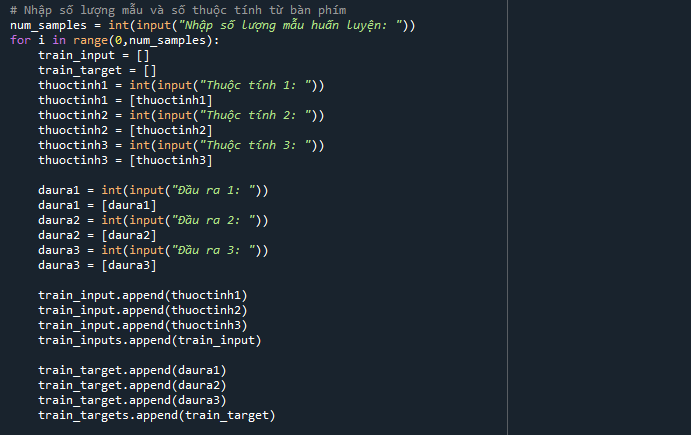 # Nhập số lượng mẫu và số thuộc tính từ bàn phím
num_samples = int(input("Nhập số lượng mẫu huấn luyện: "))
for i in range(0,num_samples):
    train_input = []
    train_target = []
    thuoctinh1 = int(input("Thuộc tính 1: "))
    thuoctinh1 = [thuoctinh1]
    thuoctinh2 = int(input("Thuộc tính 2: "))
    thuoctinh2 = [thuoctinh2]
    thuoctinh3 = int(input("Thuộc tính 3: "))
    thuoctinh3 = [thuoctinh3]

    daura1 = int(input("Đầu ra 1: "))
    daura1 = [daura1]
    daura2 = int(input("Đầu ra 2: "))
    daura2 = [daura2]
    daura3 = int(input("Đầu ra 3: "))
    daura3 = [daura3]

    train_input.append(thuoctinh1)
    train_input.append(thuoctinh2)
    train_input.append(thuoctinh3)
    train_inputs.append(train_input)

    train_target.append(daura1)
    train_target.append(daura2)
    train_target.append(daura3)
    train_targets.append(train_target)